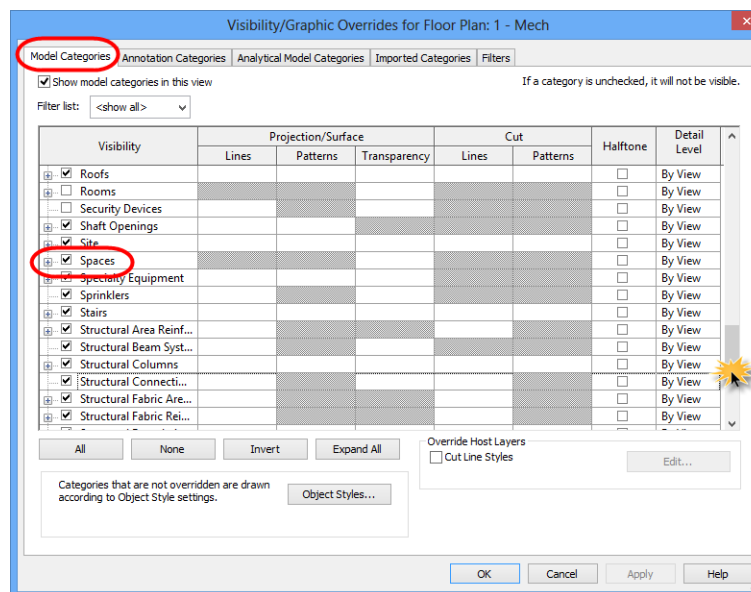 Visibility/Graphic Overrides for Floor Plan: 1 - Mech
Model Categories Annotation Categories Analytical Model Categories Imported Categories Filters
Show model categories in this view If a category is unchecked, it will not be visible.
Filter list: <show all>
Visibility Projection/Surface Cut Halftone Detail Level
Lines Patterns Transparency Lines Patterns
Roofs By View
Rooms By View
Security Devices By View
Shaft Openings By View
Site By View
Spaces By View
Specialty Equipment By View
Sprinklers By View
Stairs By View
Structural Area Reinf... By View
Structural Beam Syst... By View
Structural Columns By View
Structural Connecti... By View
Structural Fabric Are... By View
Structural Fabric Rei... By View
All None Invert Expand All
Override Host Layers
Cut Line Styles
Edit...
Categories that are not overridden are drawn
according to Object Style settings.
Object Styles...
OK Cancel Apply Help